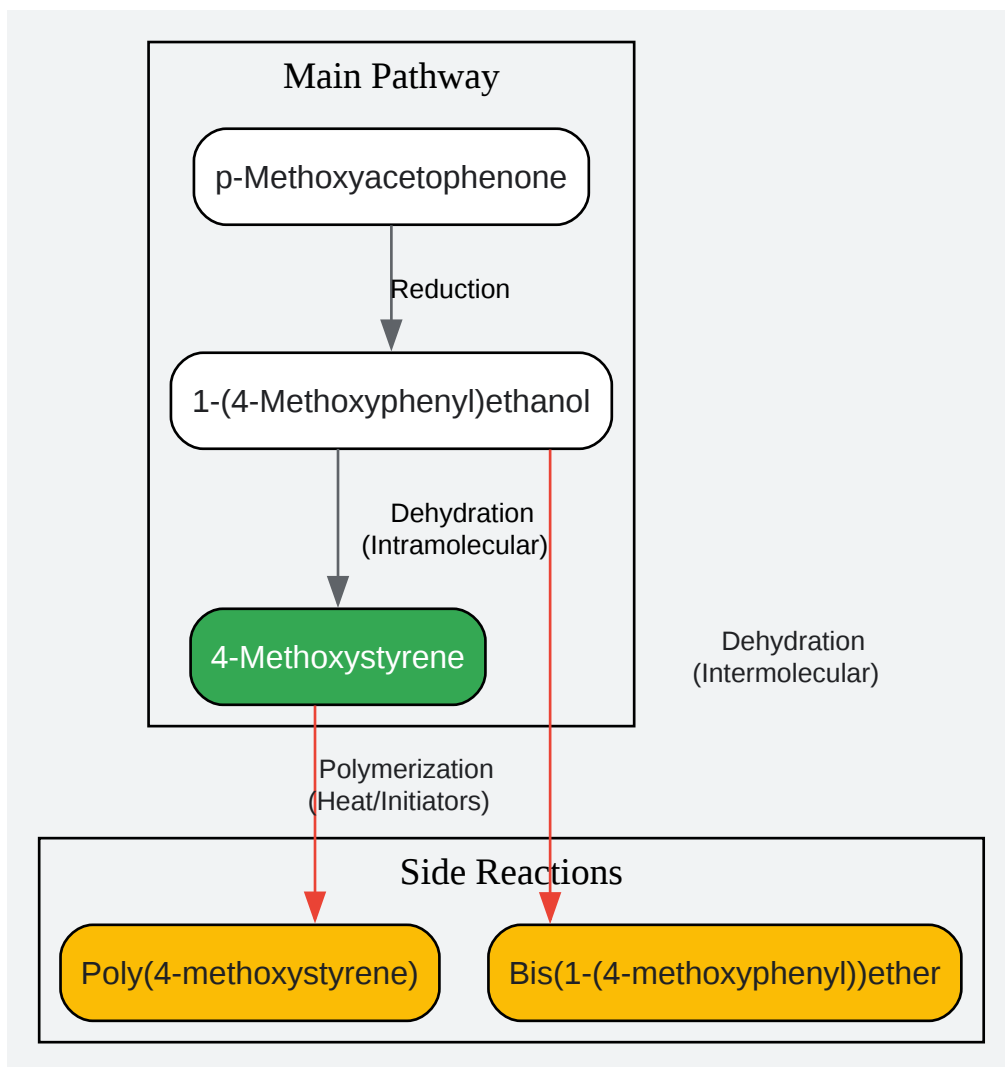 Main Pathway
p-Methoxyacetophenone
Reduction
1-(4-Methoxyphenyl)ethanol
Dehydration
(Intramolecular)
4-Methoxystyrene
Dehydration
(Intermolecular)
Polymerization
(Heat/Initiators)
Side Reactions
Poly(4-methoxystyrene)
Bis(1-(4-methoxyphenyl))ether